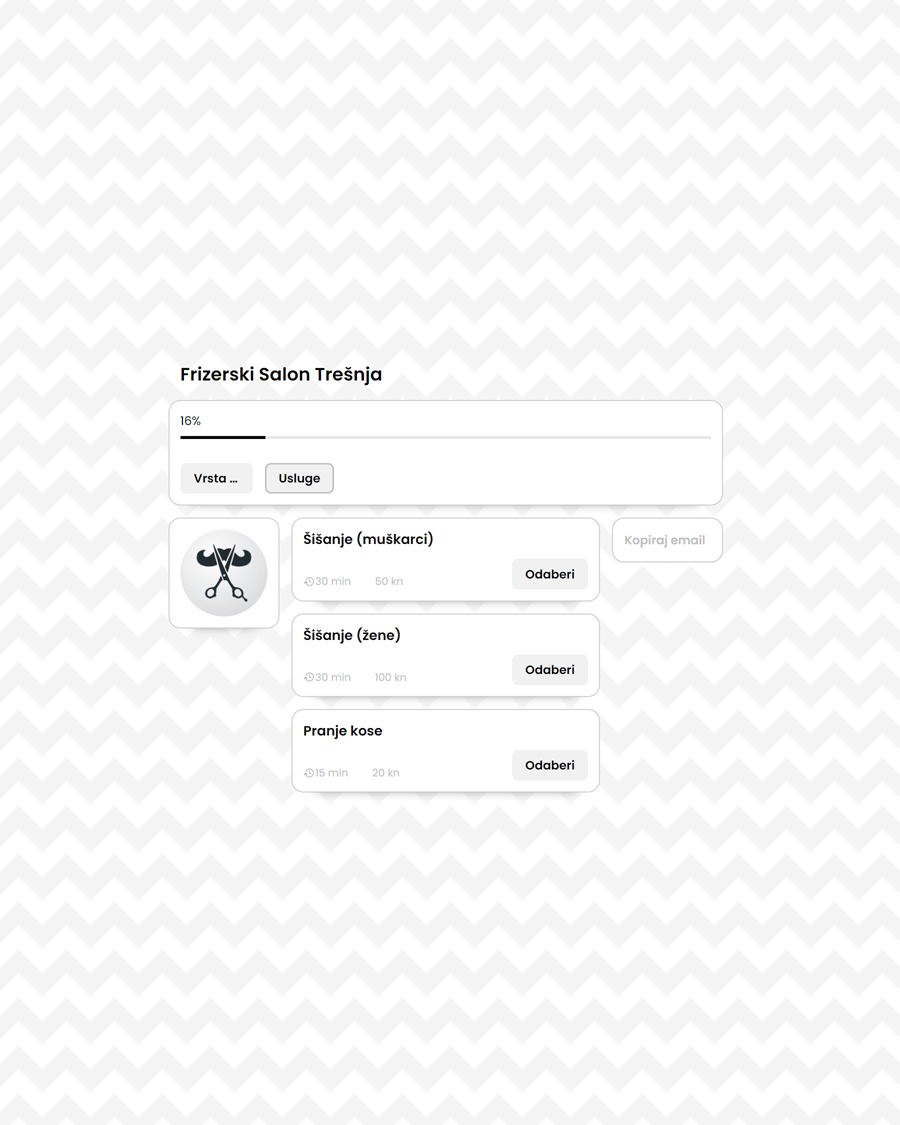 Frizerski Salon Trešnja
16%
Vrsta ...
Usluge
Šišanje (muškarci)
30 min
50 kn
Odaberi
Kopiraj email
Šišanje (žene)
30 min
100 kn
Odaberi
Pranje kose
15 min
20 kn
Odaberi